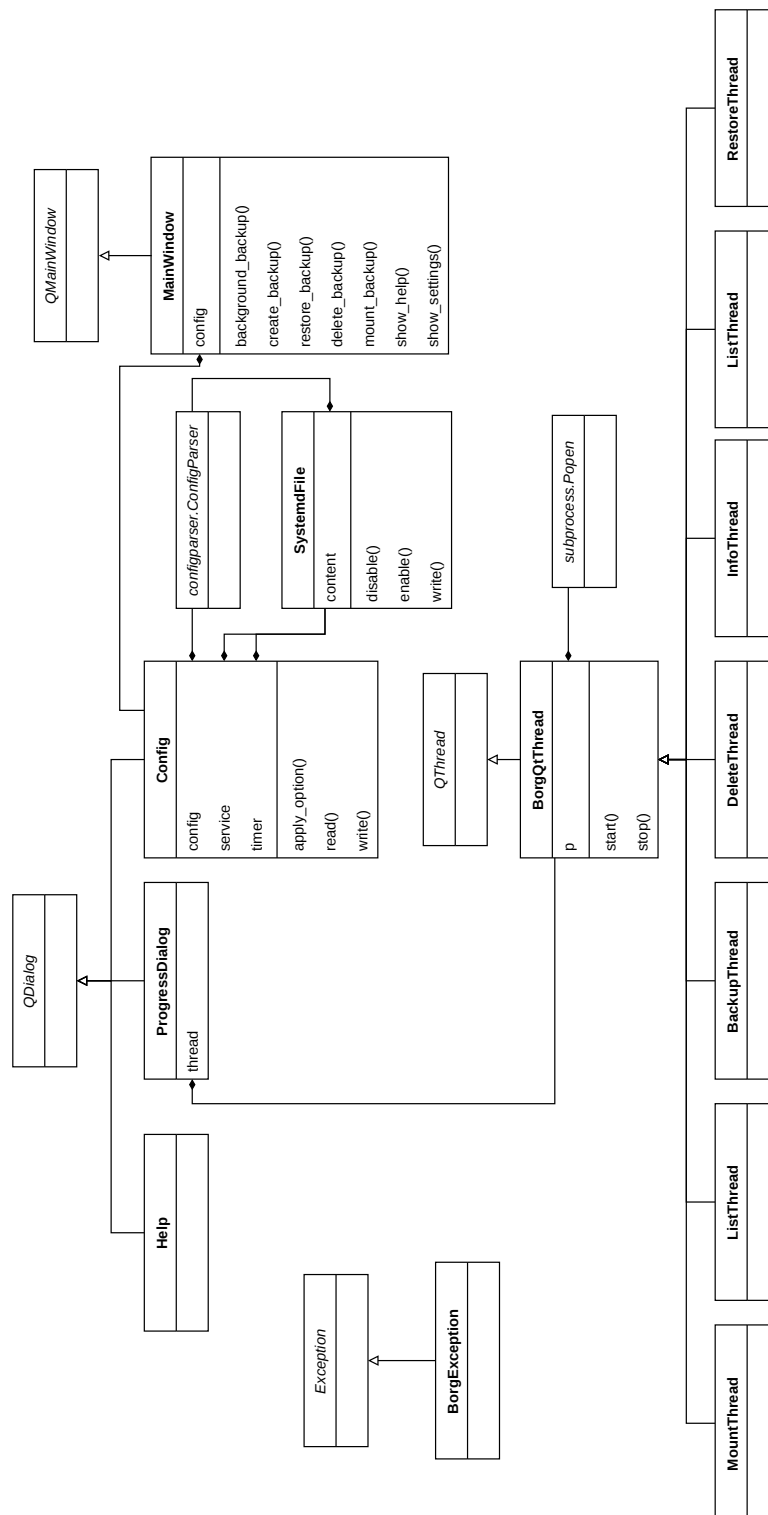 QDialog
QMainWindow
Help
ProgressDialog
thread
Config
config
service
timer
apply_option()
read()
write()
MainWindow
config
background_backup()
create_backup()
restore_backup()
delete_backup()
mount_backup()
show_help()
show_settings()
configparser.ConfigParser
SystemdFile
content
disable()
enable()
write()
Exception
BorgException
QThread
BorgQtThread
p
start()
stop()
subprocess.Popen
MountThread
ListThread
BackupThread
DeleteThread
InfoThread
ListThread
RestoreThread